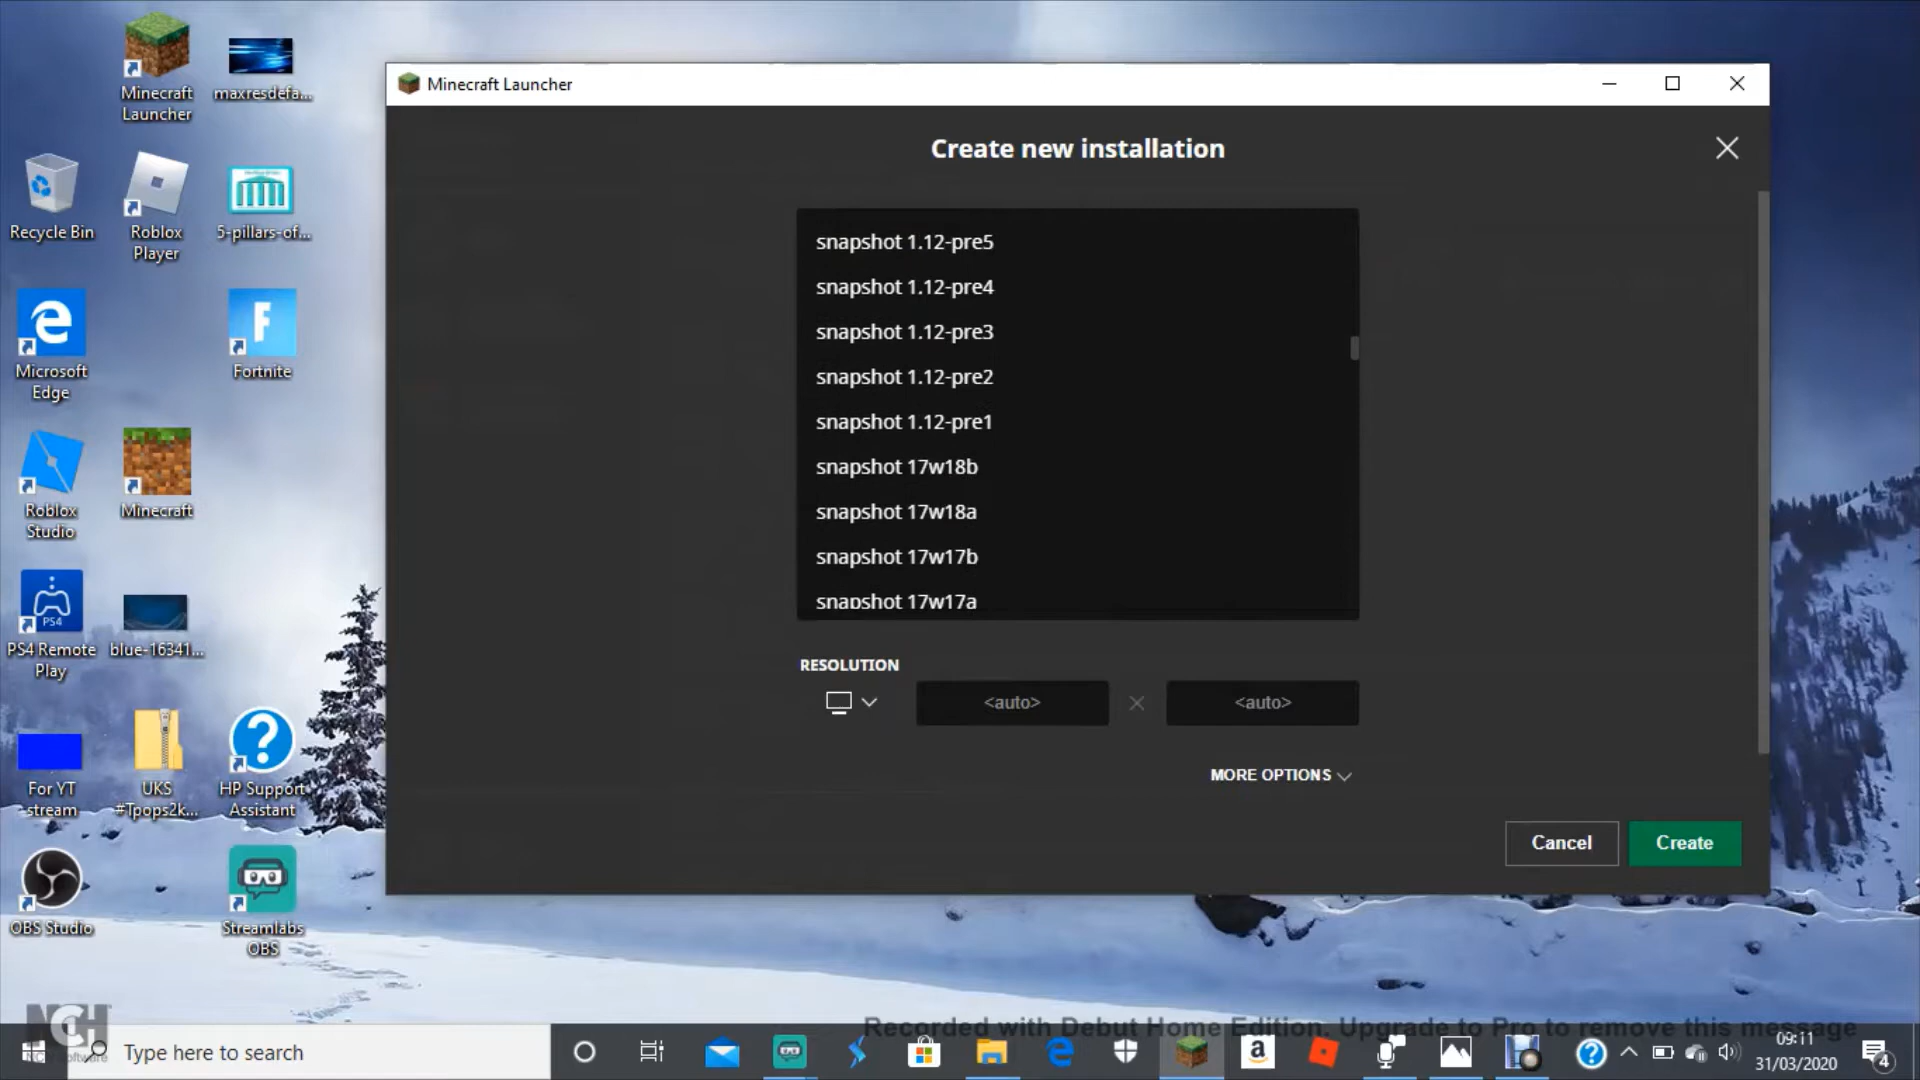 Minecraft
Launcher
maxresdefa...
Recycle Bin
Roblox
Player
5-pillars-of...
Microsoft
Edge
Fortnite
Roblox
Studio
Minecraft
PS4
PS4 Remote
Play
blue-16341...
For YT
stream
UKS
#Tpops2k...
HP Support
Assistant
OBS Studio
Streamlabs
OBS
Minecraft Launcher
Create new installation
snapshot 1.12-pre5
snapshot 1.12-pre4
snapshot 1.12-pre3
snapshot 1.12-pre2
snapshot 1.12-pre1
snapshot 17w18b
snapshot 17w18a
snapshot 17w17b
snapshot 17w17a
RESOLUTION
<auto>
<auto>
MORE OPTIONS
Cancel
Create
Recorded with Debut Home Edition. Upgrade to Pro to remove this message
NCH
Software
Type here to search
09:11
31/03/2020
4